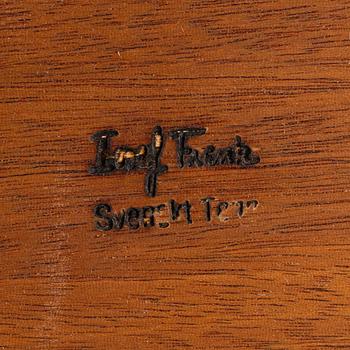 Josef Frank
Svenskt Tenn